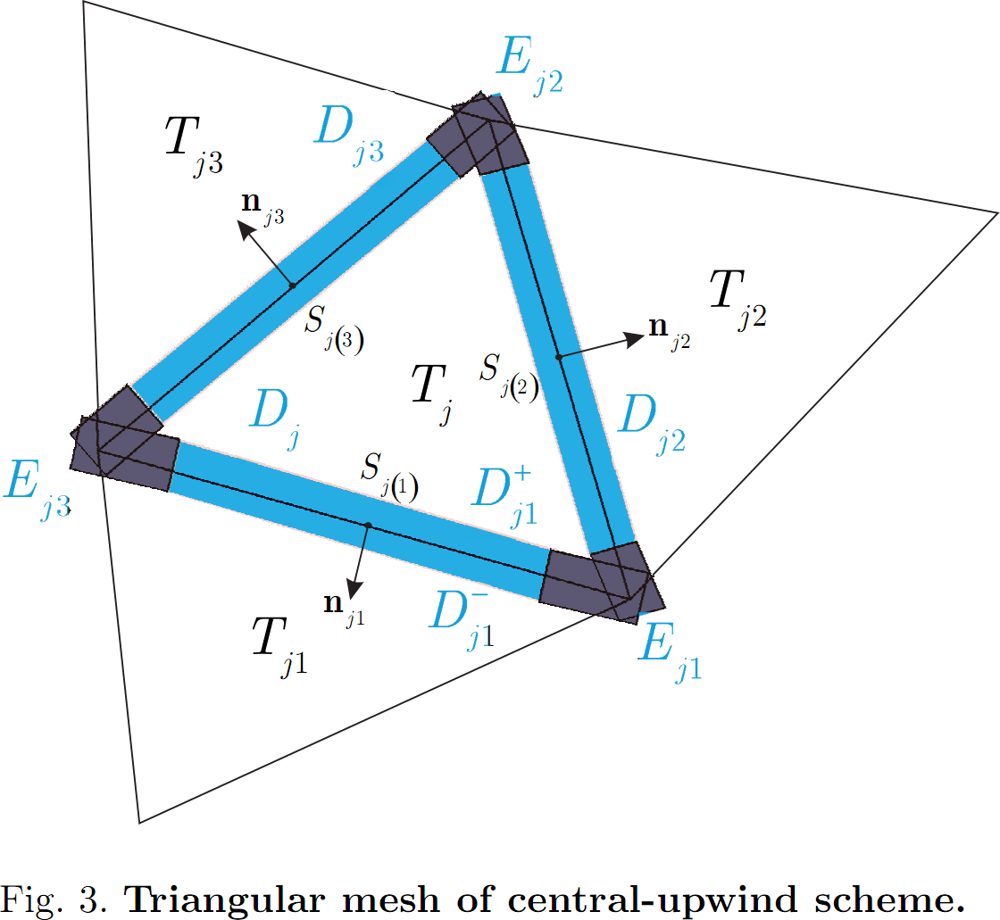 E_{j2}
D_{j3}
T_{j3}
n_{j3}
T_{j2}
S_{j(3)}
n_{j2}
S_{j(2)}
T_j
D_j
D_{j2}
S_{j(1)}
D_{j1}^+
E_{j3}
n_{j1}
D_{j1}^-
T_{j1}
E_{j1}
Fig. 3. Triangular mesh of central-upwind scheme.